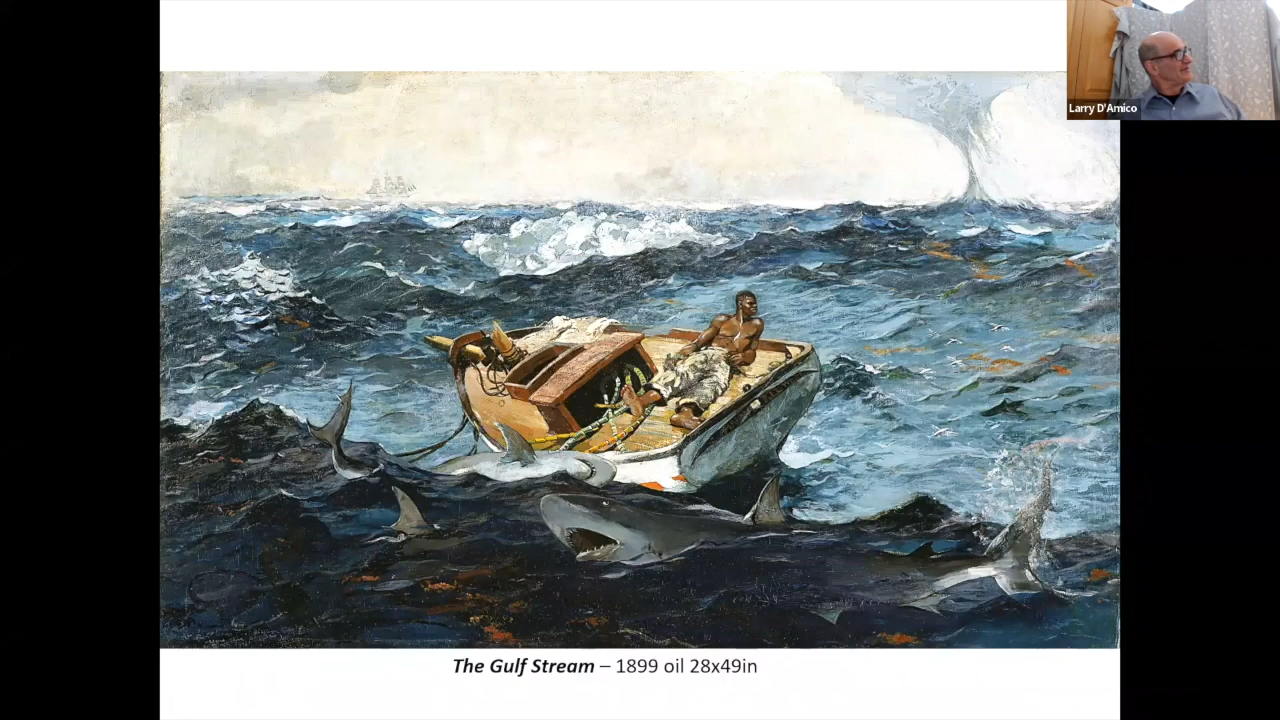 Larry D'Amico
The Gulf Stream – 1899 oil 28x49in